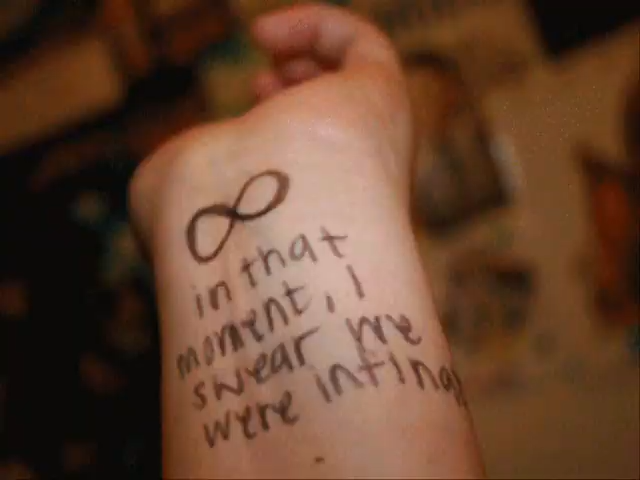 ∞
in that
moment, I
swear we
were